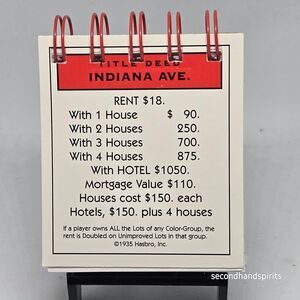 TITLE DEED
INDIANA AVE.
RENT $18.
With 1 House $ 90.
With 2 Houses 250.
With 3 Houses 700.
With 4 Houses 875.
With HOTEL $1050.
Mortgage Value $110.
Houses cost $150. each
Hotels, $150. plus 4 houses
If a player owns ALL the Lots of any Color-Group, the
rent is Doubled on Unimproved Lots in that group.
©1935 Hasbro, Inc.
secondhandspirits